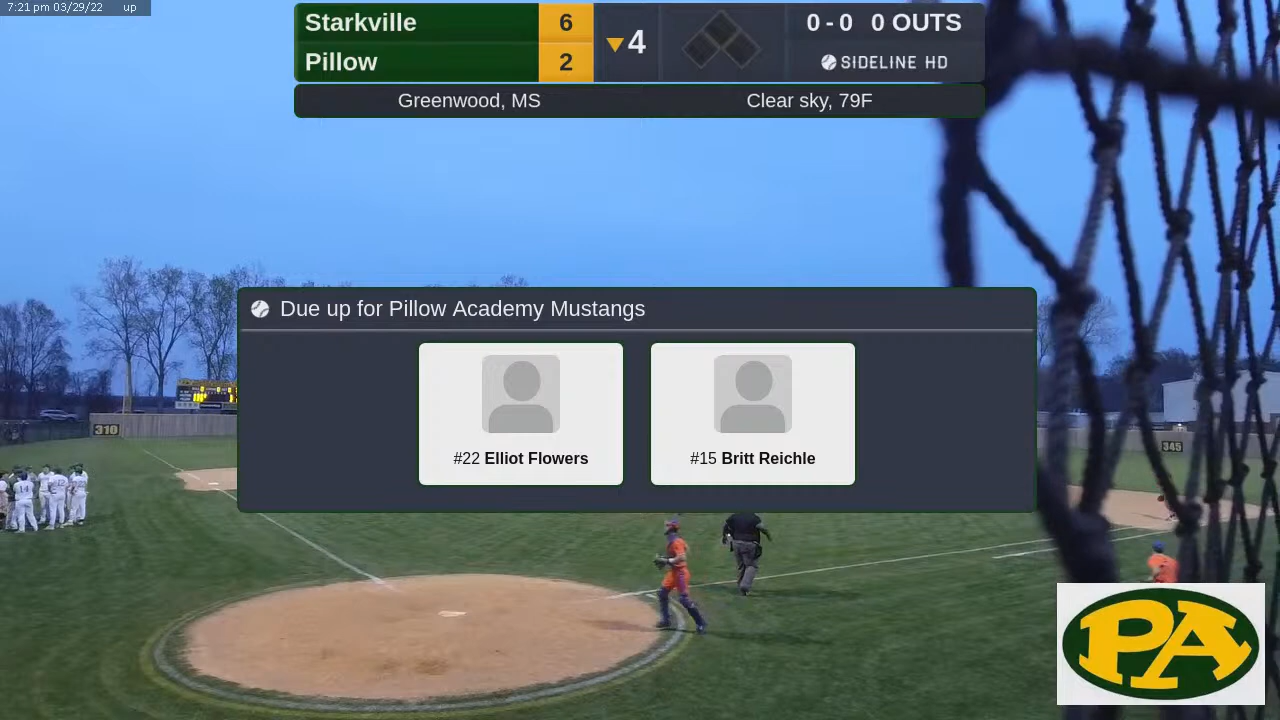 7:21 pm 03/29/22 up
Starkville 6
Pillow 2
4
0 - 0 0 OUTS
SIDELINE HD
Greenwood, MS
Clear sky, 79F
Due up for Pillow Academy Mustangs
#22 Elliot Flowers
#15 Britt Reichle
310
345
PA